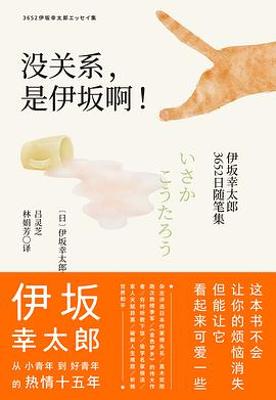 3652伊坂幸太郎エッセイ集
没关系，
是伊坂啊！
伊坂幸太郎
3652日随笔集
いさか
こうたろう
〔日〕伊坂幸太郎
吕灵芝
林娟芳◎译
这本书不会
让你的烦恼消失
但能让它
看起来可爱一些
伊坂
幸太郎
从小青年 到 好青年
的 热情十五年